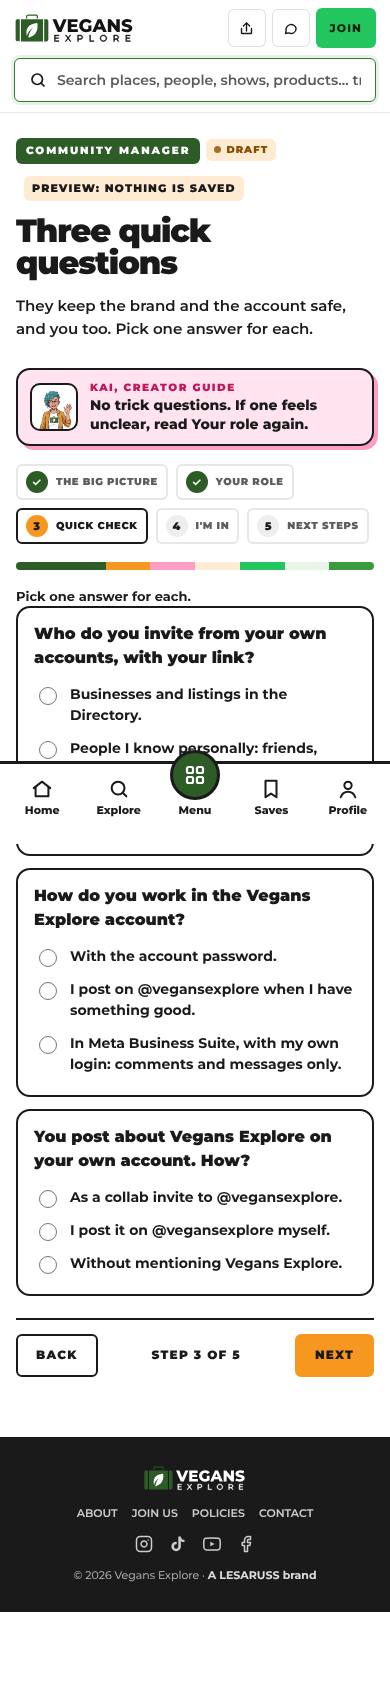 VEGANS
EXPLORE
JOIN
Search places, people, shows, products... tr
COMMUNITY MANAGER
DRAFT
PREVIEW: NOTHING IS SAVED
Three quick
questions
They keep the brand and the account safe,
and you too. Pick one answer for each.
KAI, CREATOR GUIDE
No trick questions. If one feels
unclear, read Your role again.
THE BIG PICTURE
YOUR ROLE
3 QUICK CHECK
4 I'M IN
5 NEXT STEPS
Pick one answer for each.
Who do you invite from your own
accounts, with your link?
Businesses and listings in the
Directory.
People I know personally: friends,
Home
Explore
Menu
Saves
Profile
How do you work in the Vegans
Explore account?
With the account password.
I post on @vegansexplore when I have
something good.
In Meta Business Suite, with my own
login: comments and messages only.
You post about Vegans Explore on
your own account. How?
As a collab invite to @vegansexplore.
I post it on @vegansexplore myself.
Without mentioning Vegans Explore.
BACK
STEP 3 OF 5
NEXT
VEGANS
EXPLORE
ABOUT JOIN US POLICIES CONTACT
© 2026 Vegans Explore · A LESARUSS brand